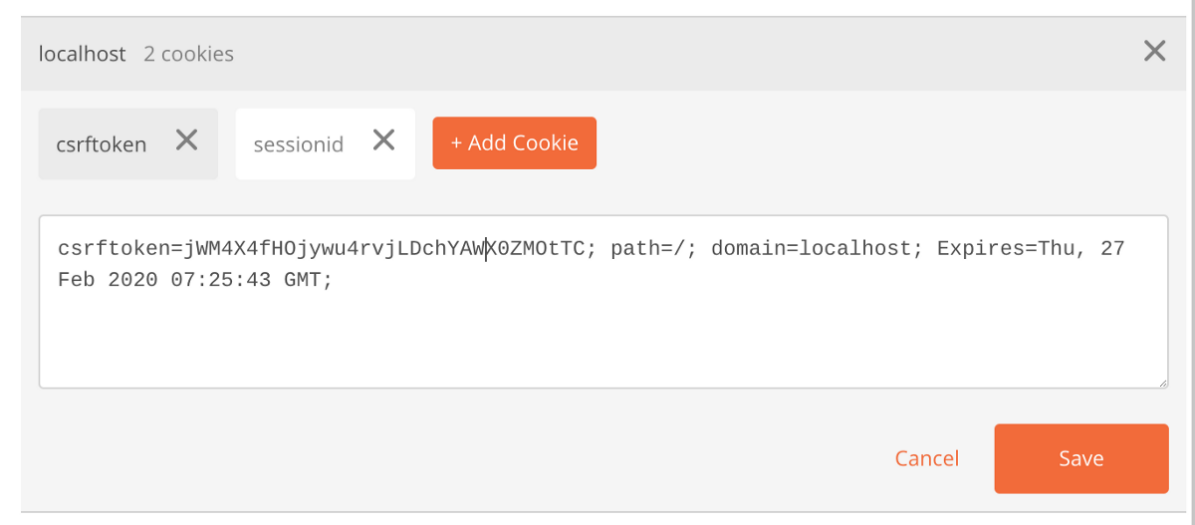 localhost 2 cookies
csrftoken sessionid + Add Cookie
csrftoken=jWM4X4fHOjywu4rvjLDchYAWX0ZMOtTC; path=/; domain=localhost; Expires=Thu, 27
Feb 2020 07:25:43 GMT;
Cancel Save